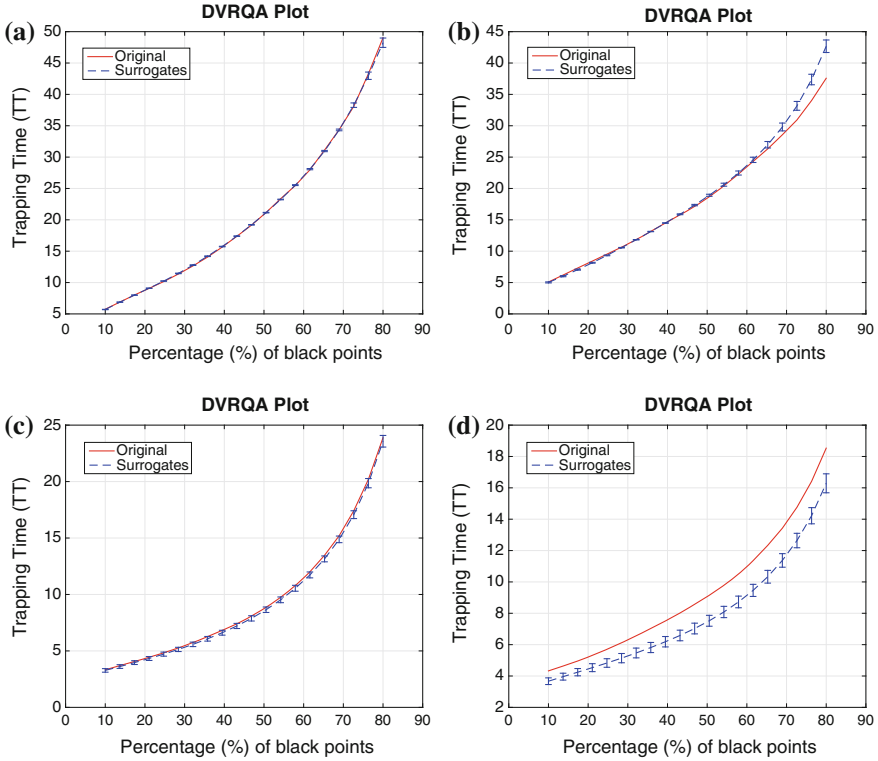 (a)
DVRQA Plot
Original
Surrogates
50
45
40
35
30
25
20
15
10
5
0 10 20 30 40 50 60 70 80 90
Trapping Time (TT)
Percentage (%) of black points
(b)
DVRQA Plot
Original
Surrogates
45
40
35
30
25
20
15
10
5
0
0 10 20 30 40 50 60 70 80 90
Trapping Time (TT)
Percentage (%) of black points
(c)
DVRQA Plot
Original
Surrogates
25
20
15
10
5
0
0 10 20 30 40 50 60 70 80 90
Trapping Time (TT)
Percentage (%) of black points
(d)
DVRQA Plot
Original
Surrogates
20
18
16
14
12
10
8
6
4
2
0 10 20 30 40 50 60 70 80 90
Trapping Time (TT)
Percentage (%) of black points